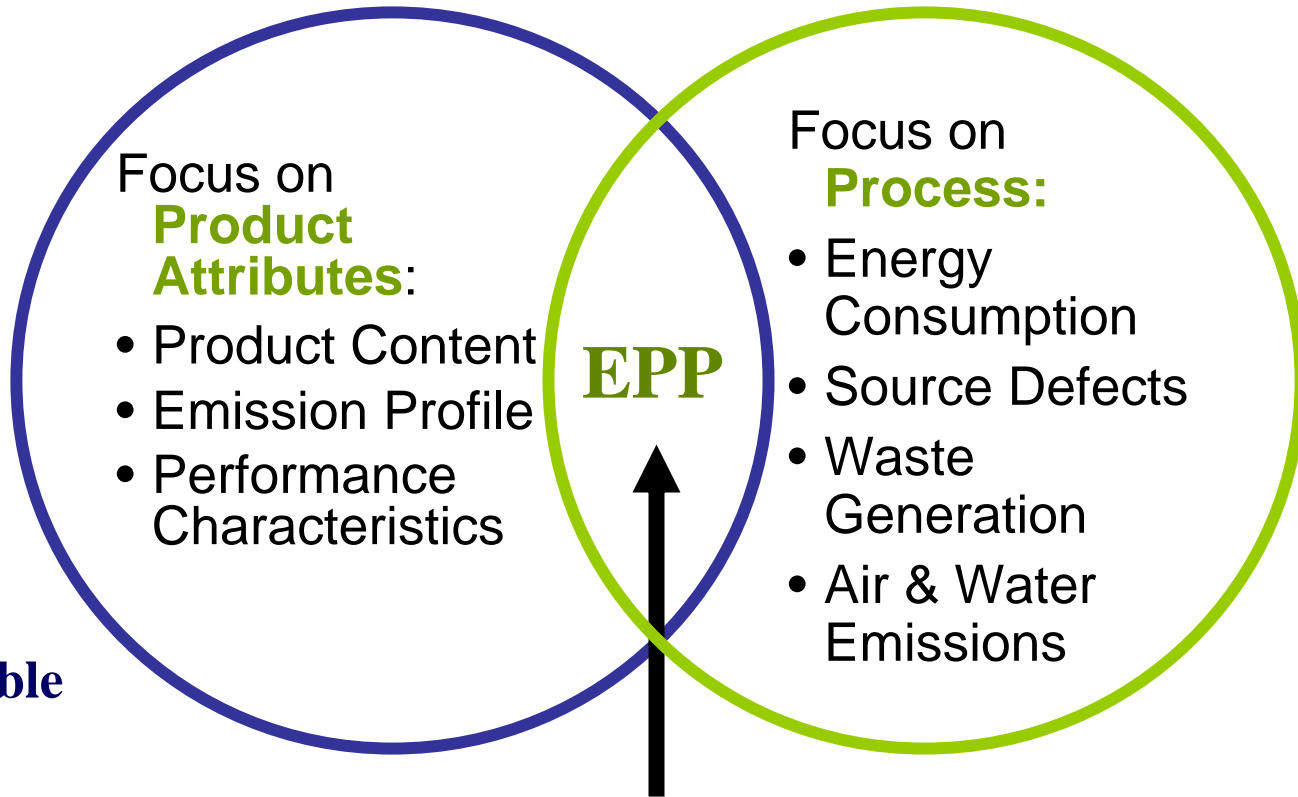 Focus on
Product
Attributes:
• Product Content
• Emission Profile
• Performance
Characteristics
EPP
Focus on
Process:
• Energy
Consumption
• Source Defects
• Waste
Generation
• Air & Water
Emissions
ble